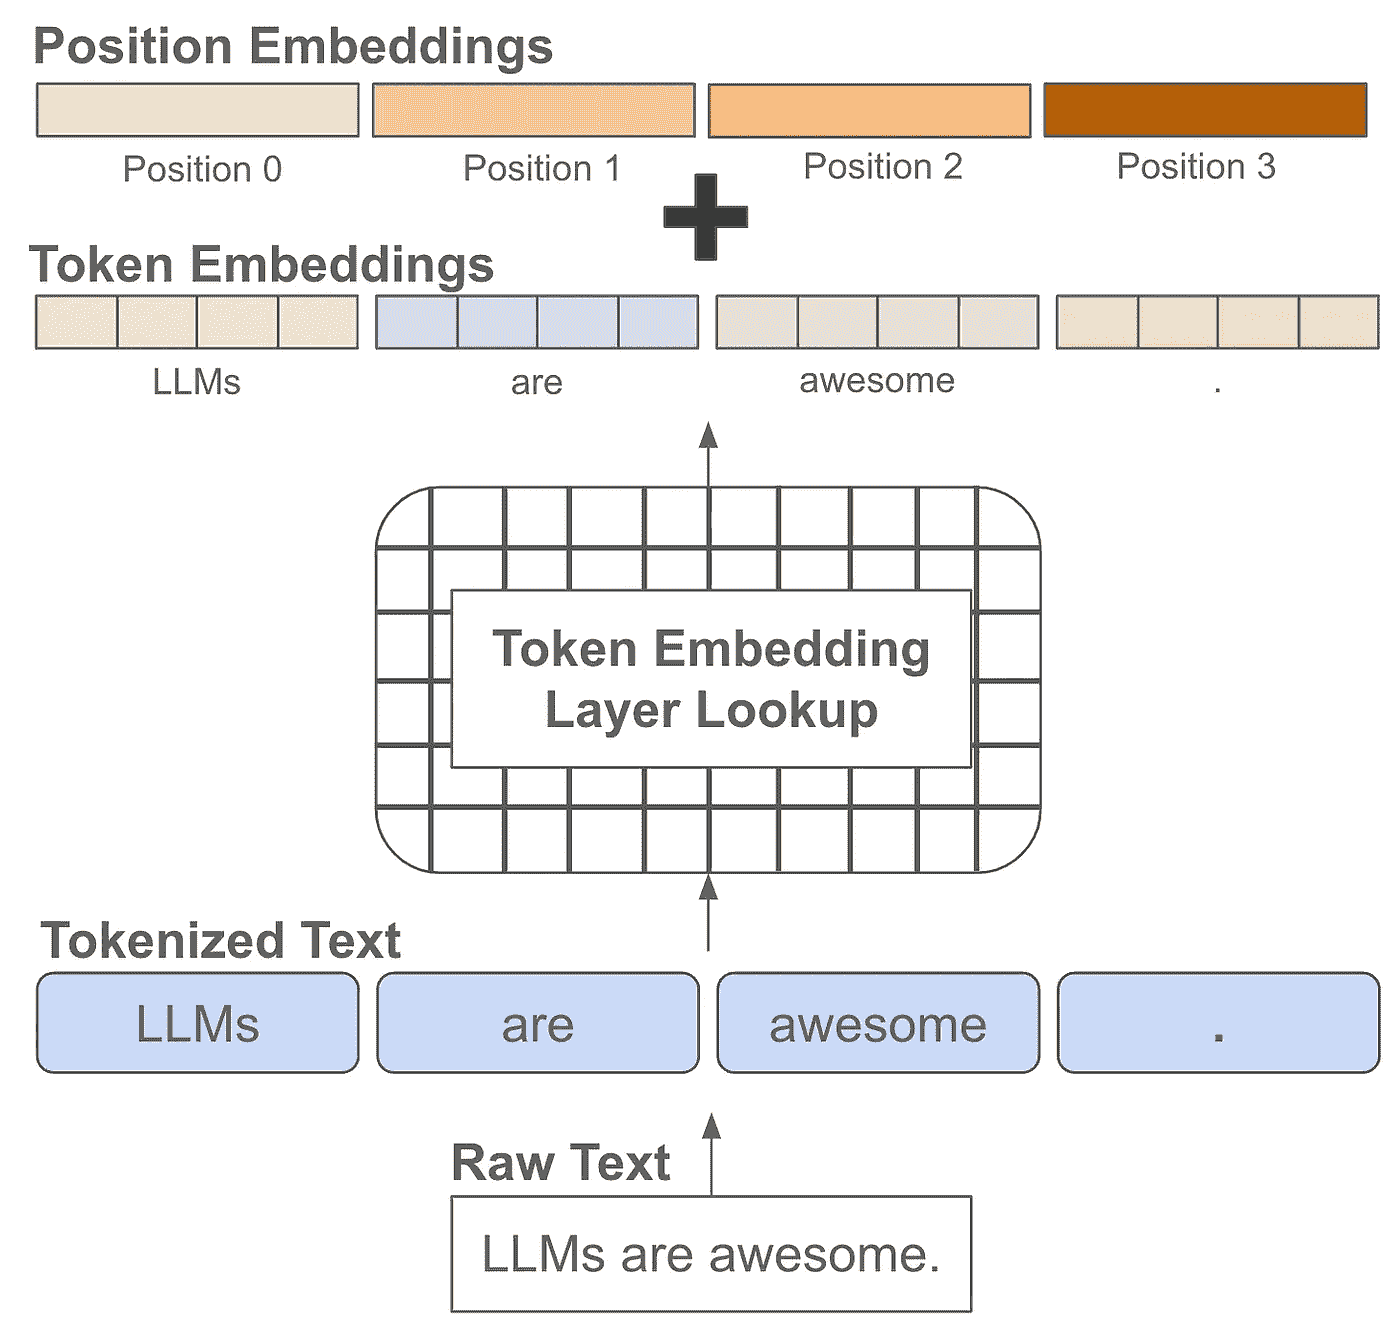 Position Embeddings
Position 0
Position 1
Position 2
Position 3
Token Embeddings
LLMs
are
awesome
.
Token Embedding
Layer Lookup
Tokenized Text
LLMs
are
awesome
.
Raw Text
LLMs are awesome.